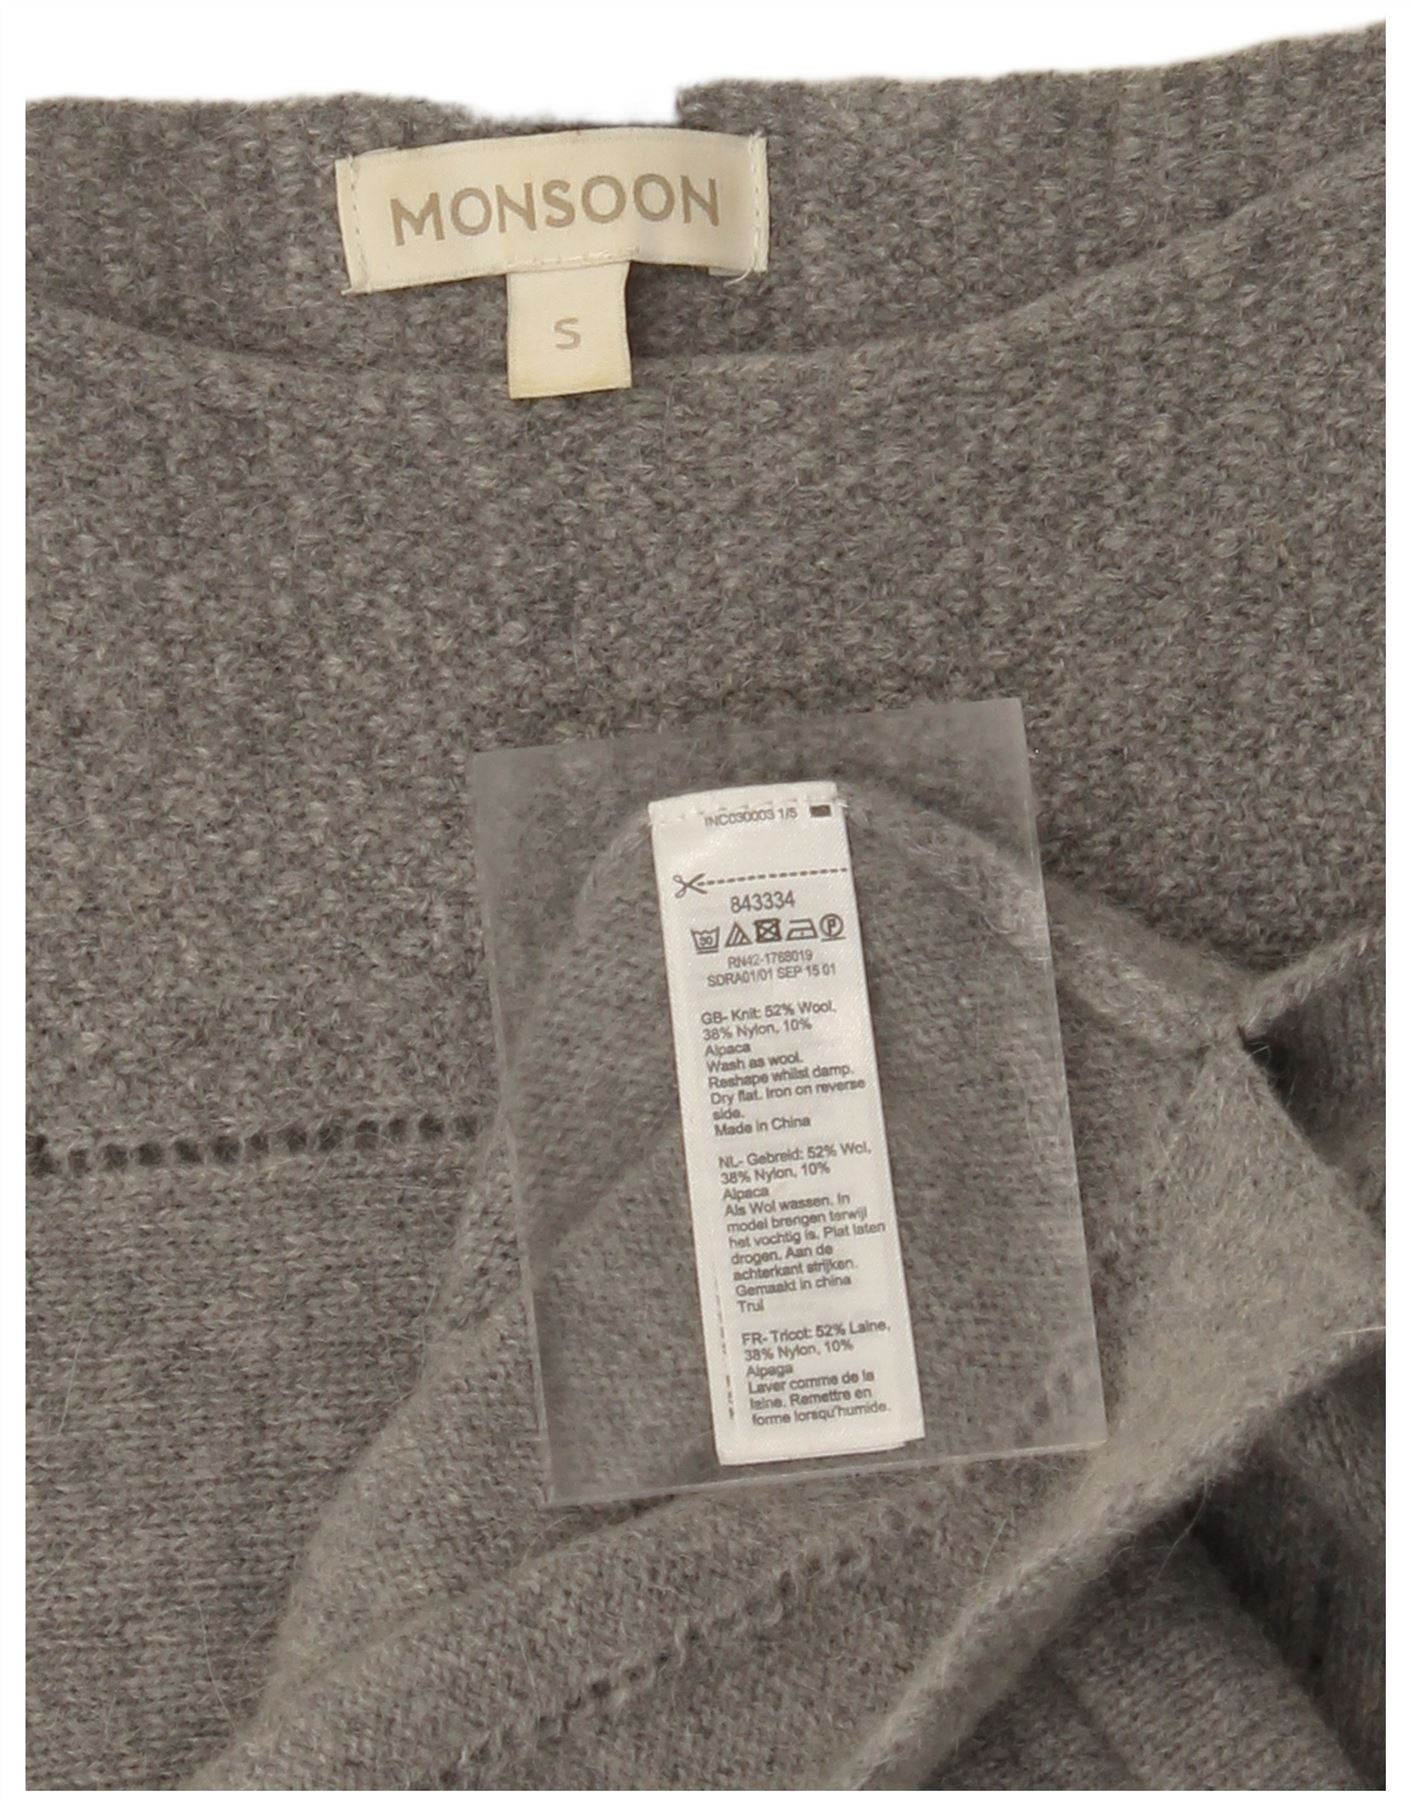 MONSOON
S
INC030003 1/5
843334
30
P
RN42-1768019
SDRA01/01 SEP 15 01
GB- Knit: 52% Wool,
38% Nylon, 10%
Alpaca
Wash as wool.
Reshape whilst damp.
Dry flat. Iron on reverse
side.
Made in China
NL- Gebreid: 52% Wol,
38% Nylon, 10%
Alpaca
Als Wol wassen. In
model brengen terwijl
het vochtig is. Plat laten
drogen. Aan de
achterkant strijken.
Gemaakt in china
Trui
FR- Tricot: 52% Laine,
38% Nylon, 10%
Alpaga
Laver comme de la
laine. Remettre en
forme lorsqu'humide.